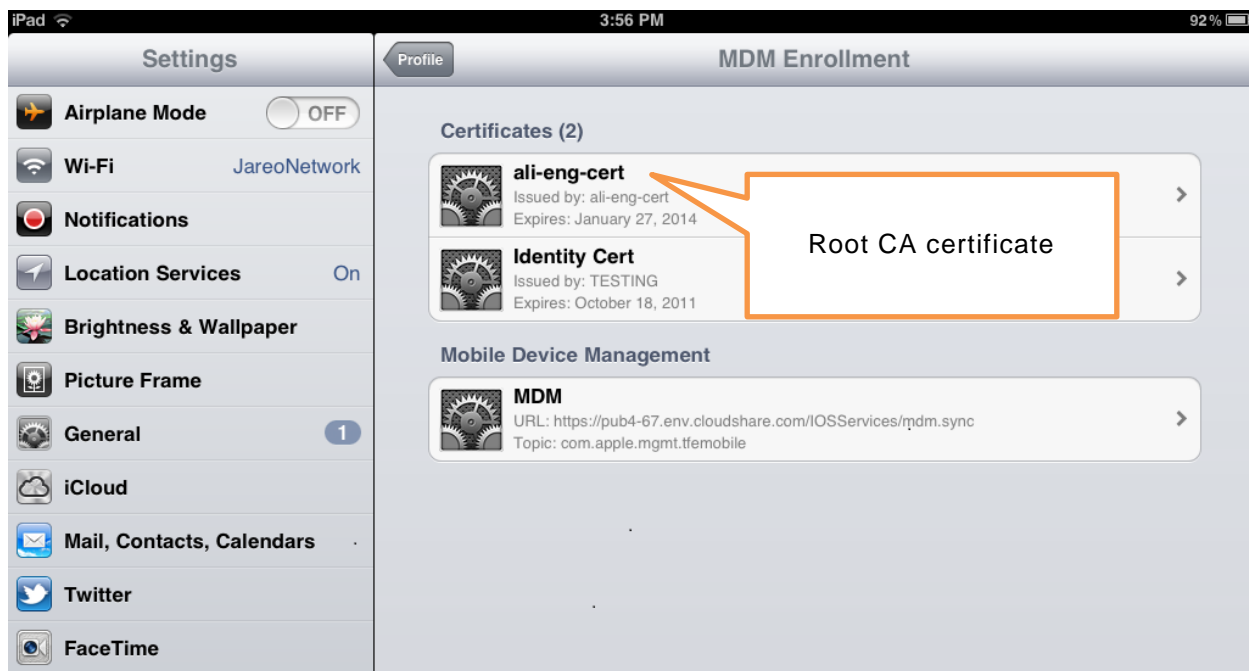 iPad 3:56 PM 92%
Settings
Profile
MDM Enrollment
Airplane Mode OFF
Wi-Fi JareoNetwork
Notifications
Location Services On
Brightness & Wallpaper
Picture Frame
General 1
iCloud
Mail, Contacts, Calendars
Twitter
FaceTime
Certificates (2)
ali-eng-cert
Issued by: ali-eng-cert
Expires: January 27, 2014
Root CA certificate
Identity Cert
Issued by: TESTING
Expires: October 18, 2011
Mobile Device Management
MDM
URL: https://pub4-67.env.cloudshare.com/IOSServices/mdm.sync
Topic: com.apple.mgmt.tfemobile